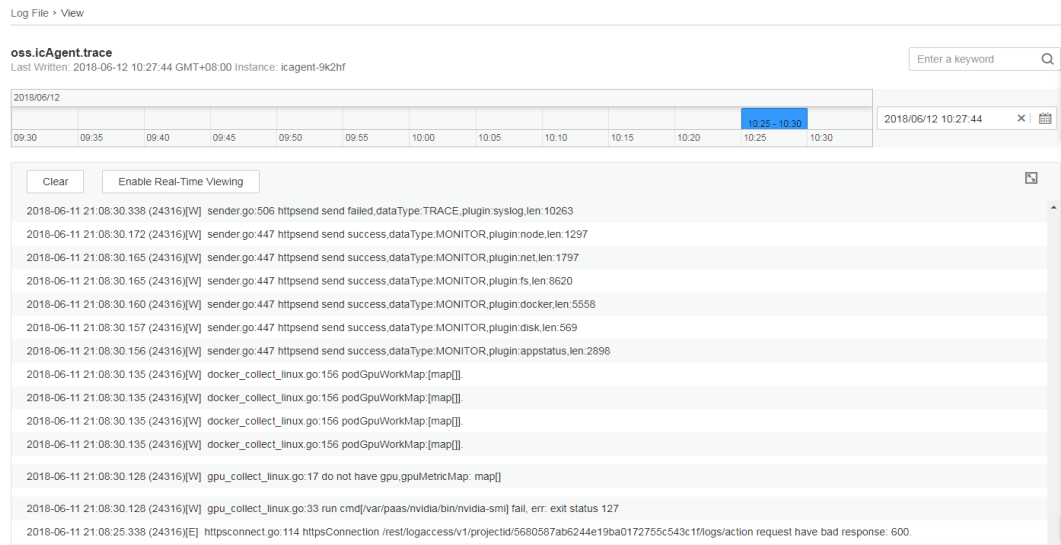 Log File › View
oss.icAgent.trace
Last Written: 2018-06-12 10:27:44 GMT+08:00 Instance: icagent-9k2hf
Enter a keyword
2018/06/12
10:25 - 10:30
09:30 09:35 09:40 09:45 09:50 09:55 10:00 10:05 10:10 10:15 10:20 10:25 10:30
2018/06/12 10:27:44
Clear Enable Real-Time Viewing
2018-06-11 21:08:30.338 (24316)[W] sender.go:506 httpsend send failed,dataType:TRACE,plugin:syslog,len:10263
2018-06-11 21:08:30.172 (24316)[W] sender.go:447 httpsend send success,dataType:MONITOR,plugin:node,len:1297
2018-06-11 21:08:30.165 (24316)[W] sender.go:447 httpsend send success,dataType:MONITOR,plugin:net,len:1797
2018-06-11 21:08:30.165 (24316)[W] sender.go:447 httpsend send success,dataType:MONITOR,plugin:fs,len:8620
2018-06-11 21:08:30.160 (24316)[W] sender.go:447 httpsend send success,dataType:MONITOR,plugin:docker,len:5558
2018-06-11 21:08:30.157 (24316)[W] sender.go:447 httpsend send success,dataType:MONITOR,plugin:disk,len:569
2018-06-11 21:08:30.156 (24316)[W] sender.go:447 httpsend send success,dataType:MONITOR,plugin:appstatus,len:2898
2018-06-11 21:08:30.135 (24316)[W] docker_collect_linux.go:156 podGpuWorkMap:[map[]].
2018-06-11 21:08:30.135 (24316)[W] docker_collect_linux.go:156 podGpuWorkMap:[map[]].
2018-06-11 21:08:30.135 (24316)[W] docker_collect_linux.go:156 podGpuWorkMap:[map[]].
2018-06-11 21:08:30.135 (24316)[W] docker_collect_linux.go:156 podGpuWorkMap:[map[]].
2018-06-11 21:08:30.128 (24316)[W] gpu_collect_linux.go:17 do not have gpu,gpuMetricMap: map[]
2018-06-11 21:08:30.128 (24316)[W] gpu_collect_linux.go:33 run cmd[/var/paas/nvidia/bin/nvidia-smi] fail, err: exit status 127
2018-06-11 21:08:25.338 (24316)[E] httpsconnect.go:114 httpsConnection /rest/logaccess/v1/projectid/5680587ab6244e19ba0172755c543c1f/logs/action request have bad response: 600.